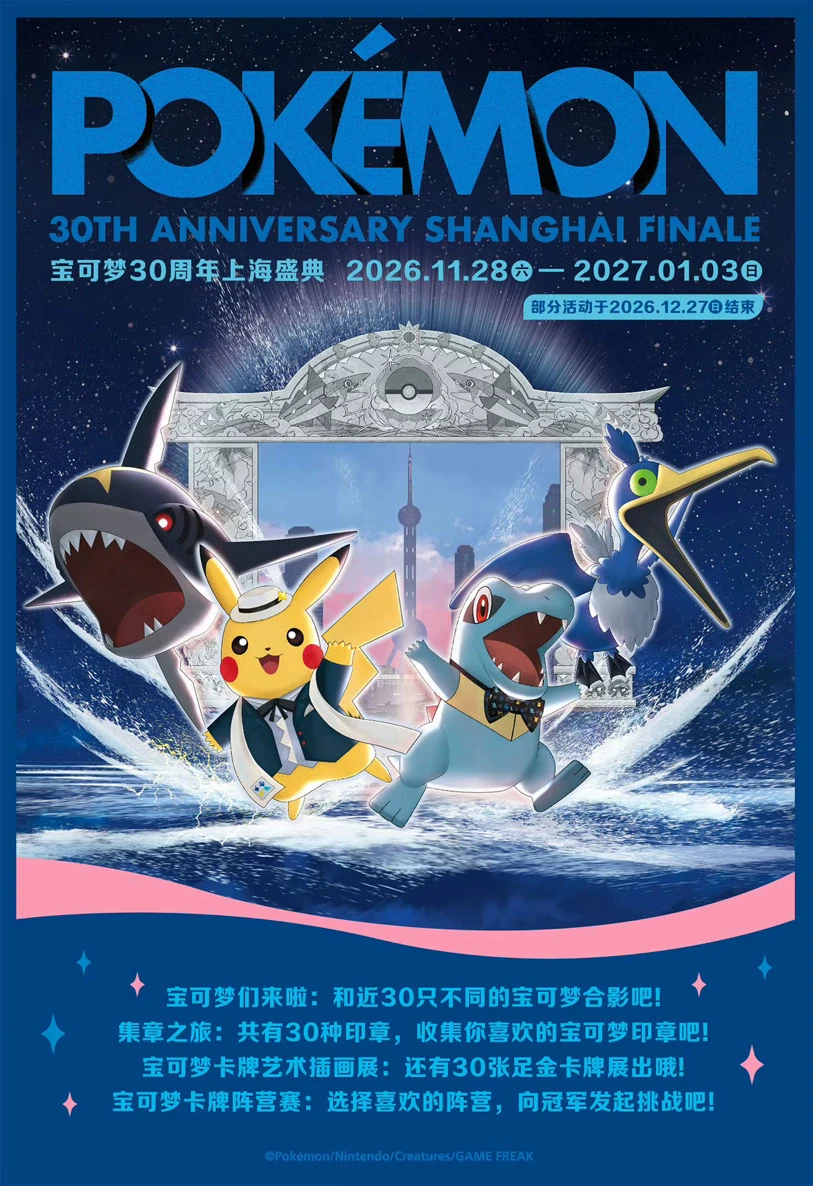 POKÉMON
30TH ANNIVERSARY SHANGHAI FINALE
宝可梦30周年上海盛典 2026.11.28六 — 2027.01.03日
部分活动于2026.12.27日结束
宝可梦们来啦：和近30只不同的宝可梦合影吧！
集章之旅：共有30种印章，收集你喜欢的宝可梦印章吧！
宝可梦卡牌艺术插画展：还有30张足金卡牌展出哦！
宝可梦卡牌阵营赛：选择喜欢的阵营，向冠军发起挑战吧！
©Pokémon/Nintendo/Creatures/GAME FREAK